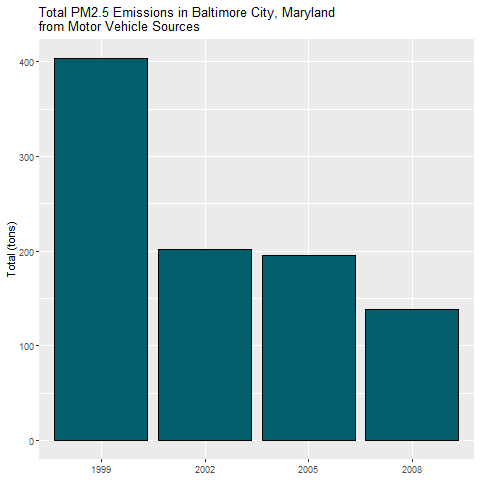 Total PM2.5 Emissions in Baltimore City, Maryland
from Motor Vehicle Sources
Total (tons)
400
300
200
100
0
1999 2002 2005 2008